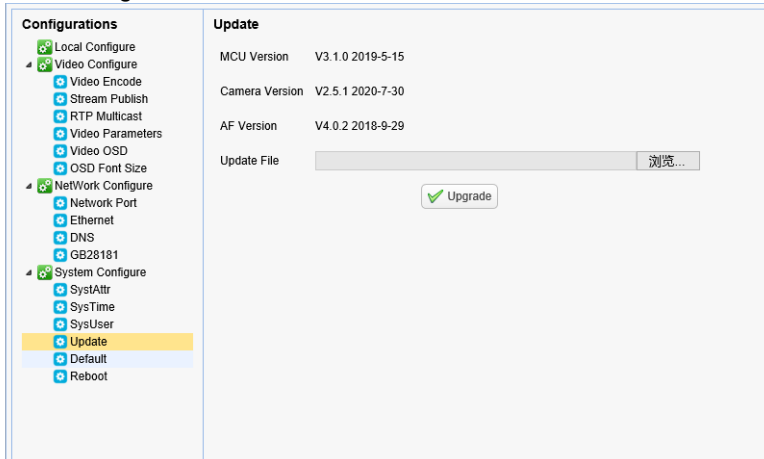 Configurations
Local Configure
Video Configure
Video Encode
Stream Publish
RTP Multicast
Video Parameters
Video OSD
OSD Font Size
NetWork Configure
Network Port
Ethernet
DNS
GB28181
System Configure
SystAttr
SysTime
SysUser
Update
Default
Reboot
Update
MCU Version V3.1.0 2019-5-15
Camera Version V2.5.1 2020-7-30
AF Version V4.0.2 2018-9-29
Update File 浏览...
Upgrade